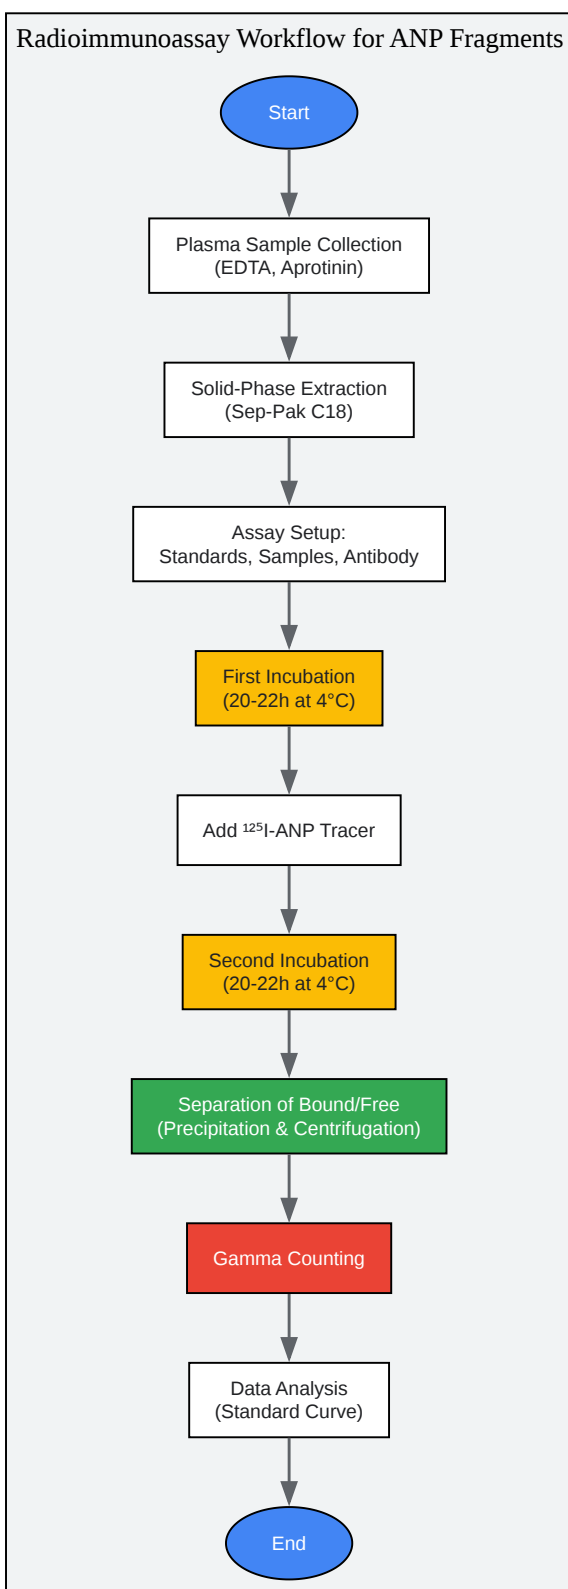 Radioimmunoassay Workflow for ANP Fragments
Start
Plasma Sample Collection
(EDTA, Aprotinin)
Solid-Phase Extraction
(Sep-Pak C18)
Assay Setup:
Standards, Samples, Antibody
First Incubation
(20-22h at 4°C)
Add ¹²⁵I-ANP Tracer
Second Incubation
(20-22h at 4°C)
Separation of Bound/Free
(Precipitation & Centrifugation)
Gamma Counting
Data Analysis
(Standard Curve)
End